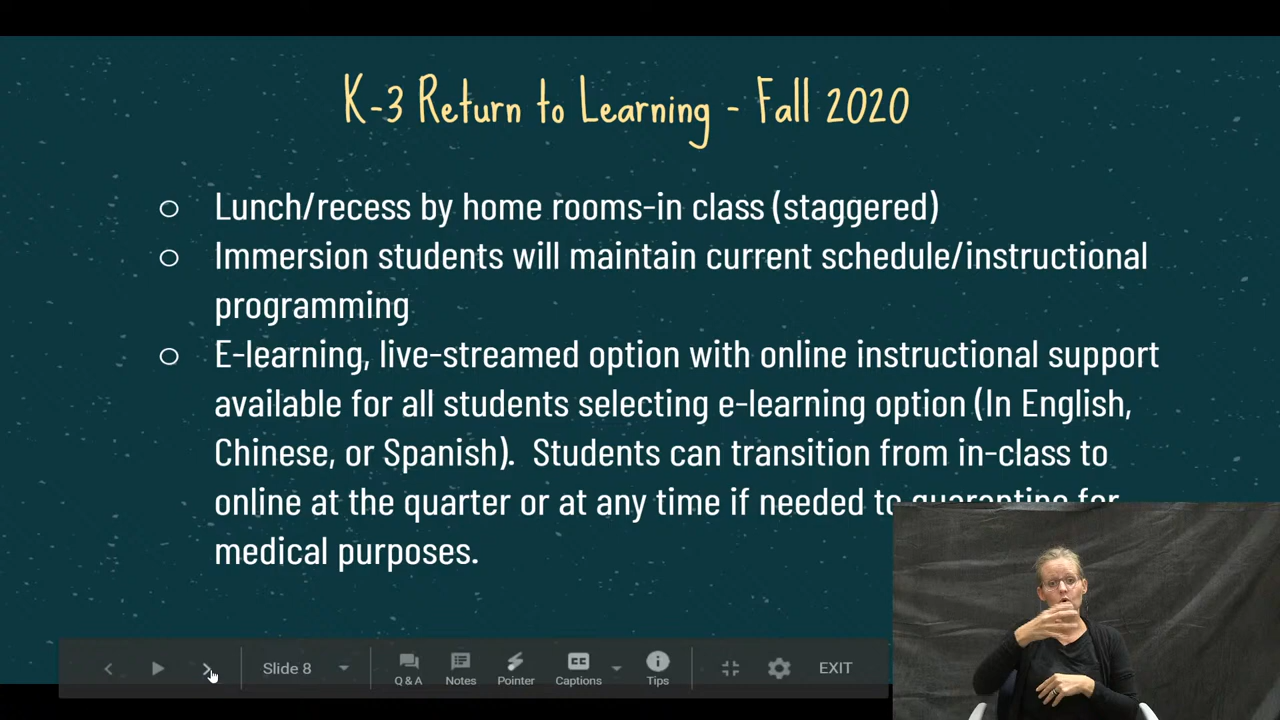 K-3 Return to Learning - Fall 2020
Lunch/recess by home rooms-in class (staggered)
Immersion students will maintain current schedule/instructional
programming
E-learning, live-streamed option with online instructional support
available for all students selecting e-learning option (In English,
Chinese, or Spanish).  Students can transition from in-class to
online at the quarter or at any time if needed to quarantine for
medical purposes.
Slide 8
Q & A
Notes
Pointer
Captions
Tips
EXIT